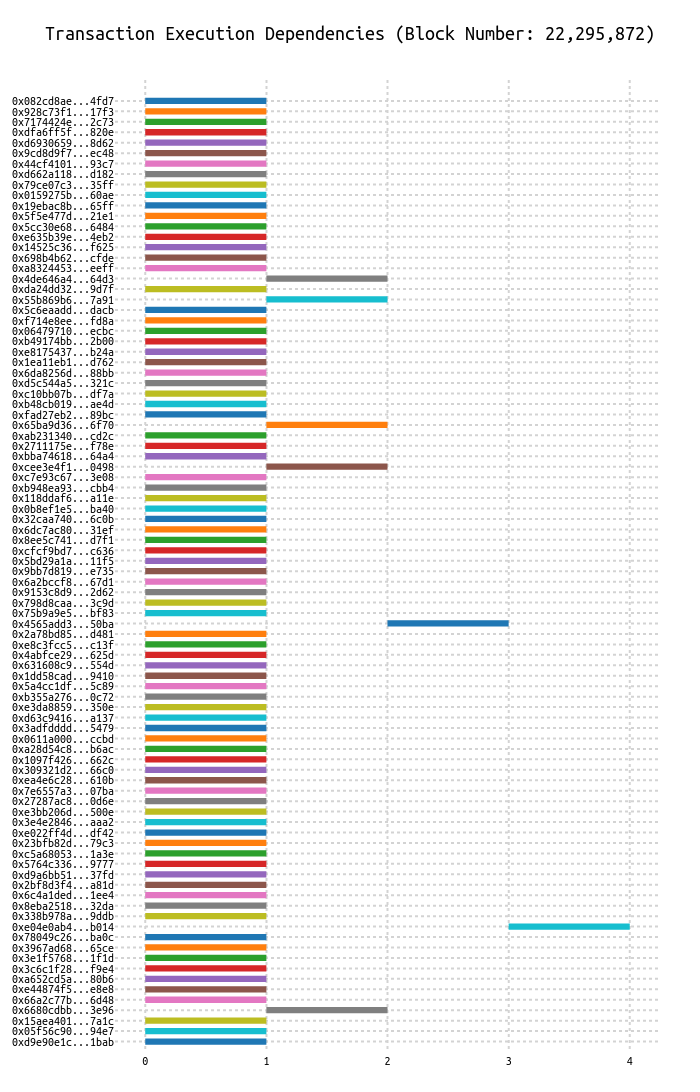 Transaction Execution Dependencies (Block Number: 22,295,872)
0x082cd8ae...4fd7
0x928c73f1...17f3
0x7174424e...2c73
0xdfa6ff5f...820e
0xd6930659...8d62
0x9cd8d9f7...ec48
0x44cf4101...93c7
0xd662a118...d182
0x79ce07c3...35ff
0x0159275b...60ae
0x19ebac8b...65ff
0x5f5e477d...21e1
0x5cc30e68...6484
0xe635b39e...4eb2
0x14525c36...f625
0x698b4b62...cfde
0xa8324453...eeff
0x4de646a4...64d3
0xda24dd32...9d7f
0x55b869b6...7a91
0x5c6eaadd...dacb
0xf714e8ee...fd8a
0x06479710...ecbc
0xb49174bb...2b00
0xe8175437...b24a
0x1ea11eb1...d762
0x6da8256d...88bb
0xd5c544a5...321c
0xc10bb07b...df7a
0xb48cb019...ae4d
0xfad27eb2...89bc
0x65ba9d36...6f70
0xab231340...cd2c
0x2711175e...f78e
0xbba74618...64a4
0xcee3e4f1...0498
0xc7e93c67...3e08
0xb948ea93...cbb4
0x118ddaf6...a11e
0x0b8ef1e5...ba40
0x32caa740...6c0b
0x6dc7ac80...31ef
0x8ee5c741...d7f1
0xcfcf9bd7...c636
0x5bd29a1a...11f5
0x9bb7d819...e735
0x6a2bccf8...67d1
0x9153c8d9...2d62
0x798d8caa...3c9d
0x75b9a9e5...bf83
0x4565add3...50ba
0x2a78bd85...d481
0xe8c3fcc5...c13f
0x4abfce29...625d
0x631608c9...554d
0x1dd58cad...9410
0x5a4cc1df...5c89
0xb355a276...0c72
0xe3da8859...350e
0xd63c9416...a137
0x3adfdddd...5479
0x0611a000...ccbd
0xa28d54c8...b6ac
0x1097f426...662c
0x309321d2...66c0
0xea4e6c28...610b
0x7e6557a3...07ba
0x27287ac8...0d6e
0xe3bb206d...500e
0x3e4e2846...aaa2
0xe022ff4d...df42
0x23bfb82d...79c3
0xc5a68053...1a3e
0x5764c336...9777
0xd9a6bb51...37fd
0x2bf8d3f4...a81d
0x6c4a1ded...1ee4
0x8eba2518...32da
0x338b978a...9ddb
0xe04e0ab4...b014
0x78049c26...ba0c
0x3967ad68...65ce
0x3e1f5768...1f1d
0x3c6c1f28...f9e4
0xa652cd5a...80b6
0xe44874f5...e8e8
0x66a2c77b...6d48
0x6680cdbb...3e96
0x15aea401...7a1c
0x05f56c90...94e7
0xd9e90e1c...1bab
0 1 2 3 4